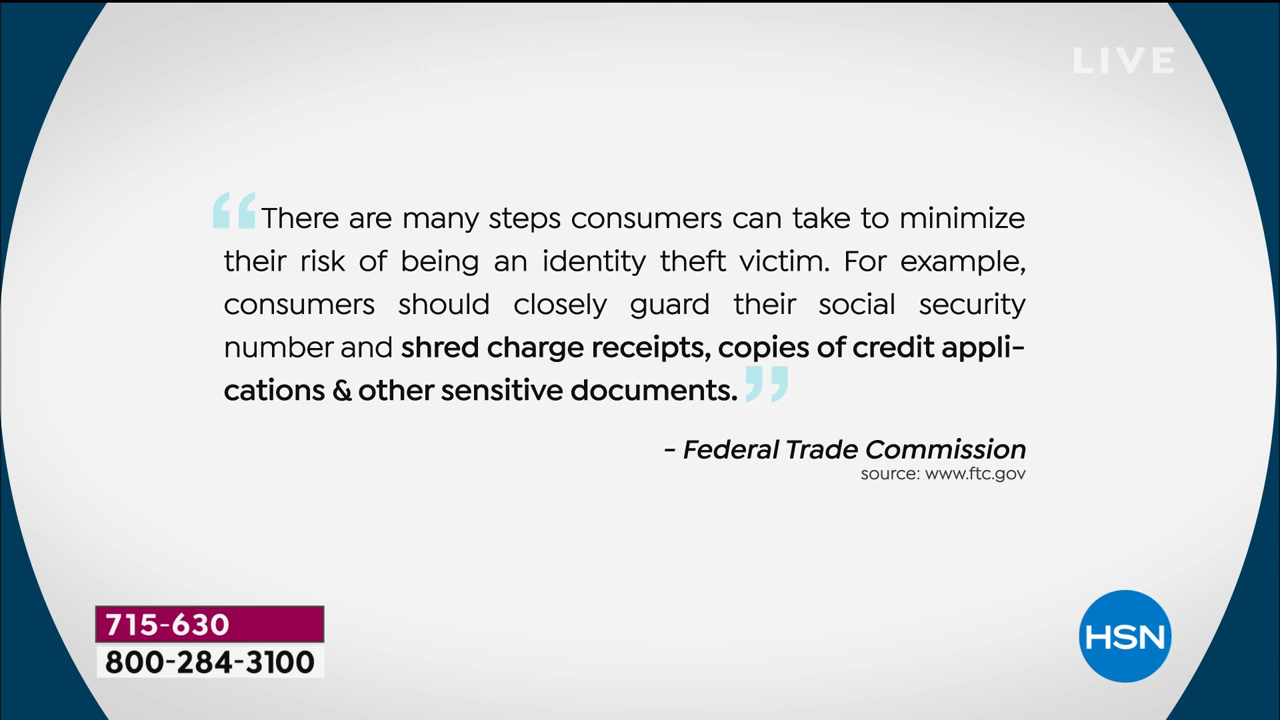 LIVE
“There are many steps consumers can take to minimize
their risk of being an identity theft victim. For example,
consumers should closely guard their social security
number and shred charge receipts, copies of credit appli-
cations & other sensitive documents.”
- Federal Trade Commission
source: www.ftc.gov
715-630
800-284-3100
HSN